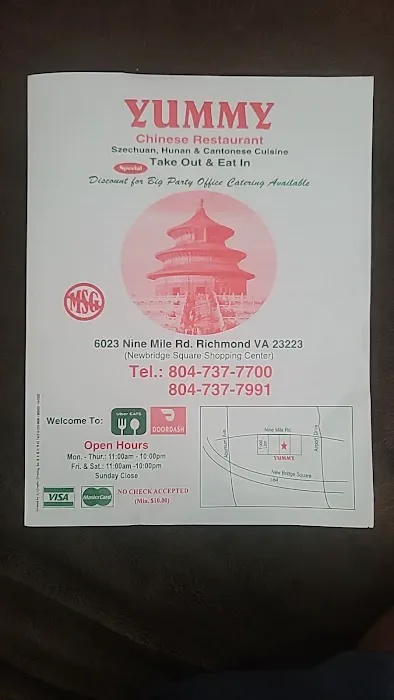 YUMMY
Chinese Restaurant
Szechuan, Hunan & Cantonese Cuisine
Take Out & Eat In
Special
Discount for Big Party Office Catering Available
MSG
6023 Nine Mile Rd. Richmond VA 23223
(Newbridge Square Shopping Center)
Tel.: 804-737-7700
804-737-7991
Welcome To:
Uber EATS
DOORDASH
Open Hours
Mon. - Thur.: 11:00am - 10:00pm
Fri. & Sat.: 11:00am -10:00pm
Sunday Close
VISA
MasterCard
NO CHECK ACCEPTED
(Min. $10.00)
Nine Mile Rd.
Airport Drive
YUMMY
New Bridge Square
I-64